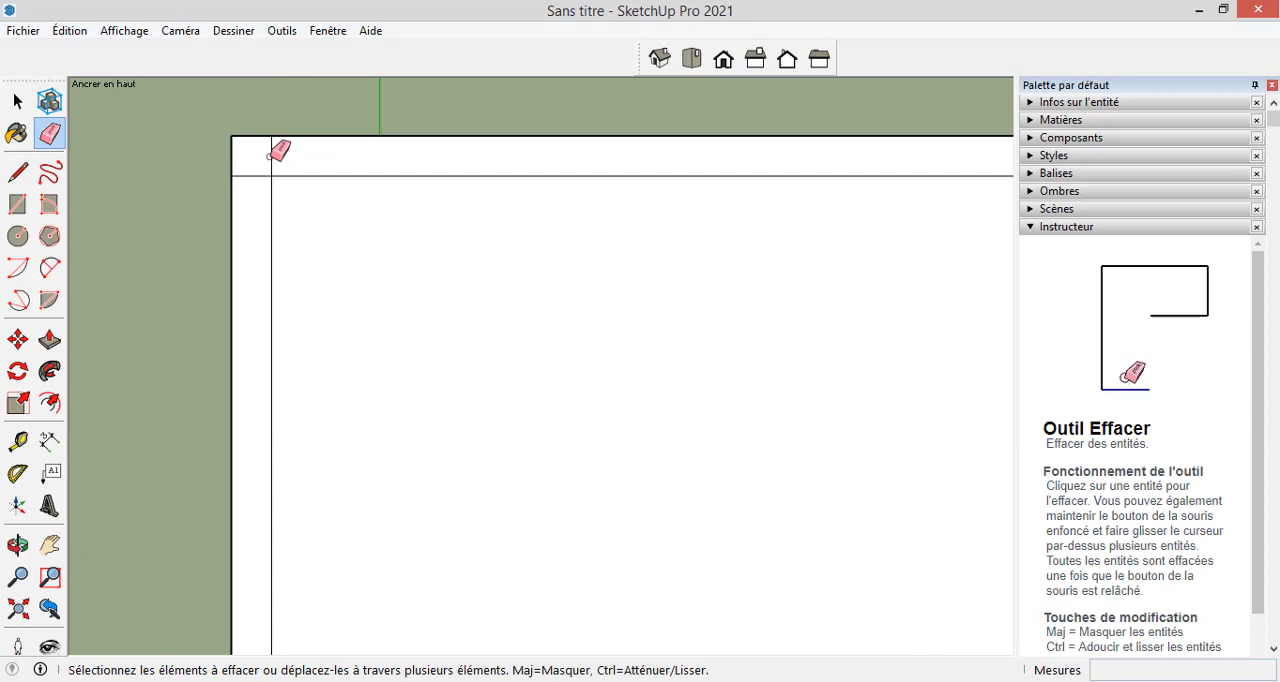 Sans titre - SketchUp Pro 2021
Fichier Édition Affichage Caméra Dessiner Outils Fenêtre Aide
Ancrer en haut
Palette par défaut
Infos sur l'entité
Matières
Composants
Styles
Balises
Ombres
Scènes
Instructeur
A1
Outil Effacer
Effacer des entités.
Fonctionnement de l'outil
Cliquez sur une entité pour
l'effacer. Vous pouvez également
maintenir le bouton de la souris
enfoncé et faire glisser le curseur
par-dessus plusieurs entités.
Toutes les entités sont effacées
une fois que le bouton de la
souris est relâché.
Touches de modification
Maj = Masquer les entités
Ctrl = Adoucir et lisser les entités
Sélectionnez les éléments à effacer ou déplacez-les à travers plusieurs éléments. Maj=Masquer, Ctrl=Atténuer/Lisser.
Mesures